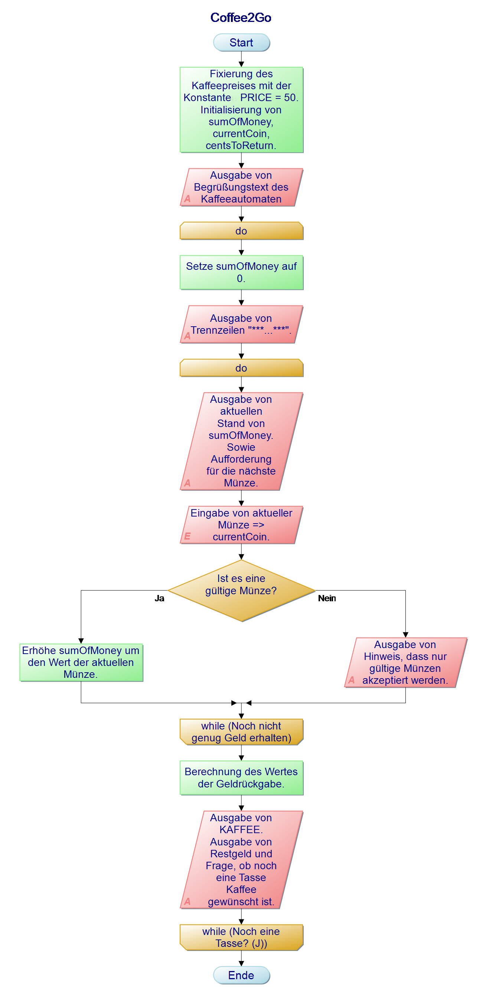 Coffee2Go
Start
Fixierung des
Kaffeepreises mit der
Konstante PRICE = 50.
Initialisierung von
sumOfMoney,
currentCoin,
centsToReturn.
Ausgabe von
Begrüßungstext des
Kaffeeautomaten
A
do
Setze sumOfMoney auf
0.
Ausgabe von
Trennzeilen "***...***".
A
do
Ausgabe von
aktuellen
Stand von
sumOfMoney.
Sowie
Aufforderung
für die nächste
Münze.
A
Eingabe von aktueller
Münze =>
currentCoin.
E
Ist es eine
gültige Münze?
Ja
Nein
Erhöhe sumOfMoney um
den Wert der aktuellen
Münze.
Ausgabe von
Hinweis, dass nur
gültige Münzen
akzeptiert werden.
A
while (Noch nicht
genug Geld erhalten)
Berechnung des Wertes
der Geldrückgabe.
Ausgabe von
KAFFEE.
Ausgabe von
Restgeld und
Frage, ob noch
eine Tasse
Kaffee
gewünscht ist.
A
while (Noch eine
Tasse? (J))
Ende